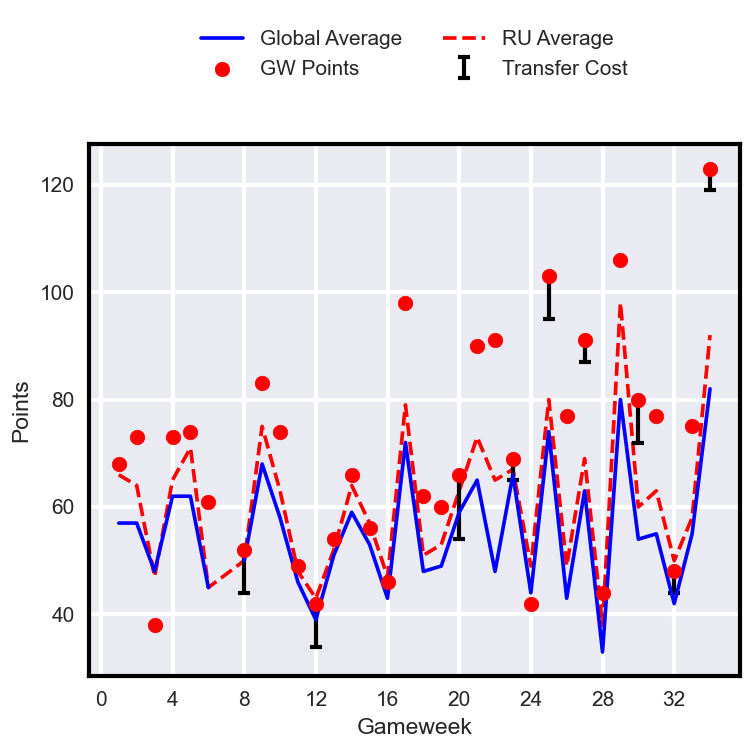 Global Average
RU Average
GW Points
Transfer Cost
120
100
80
60
40
Points
0 4 8 12 16 20 24 28 32
Gameweek